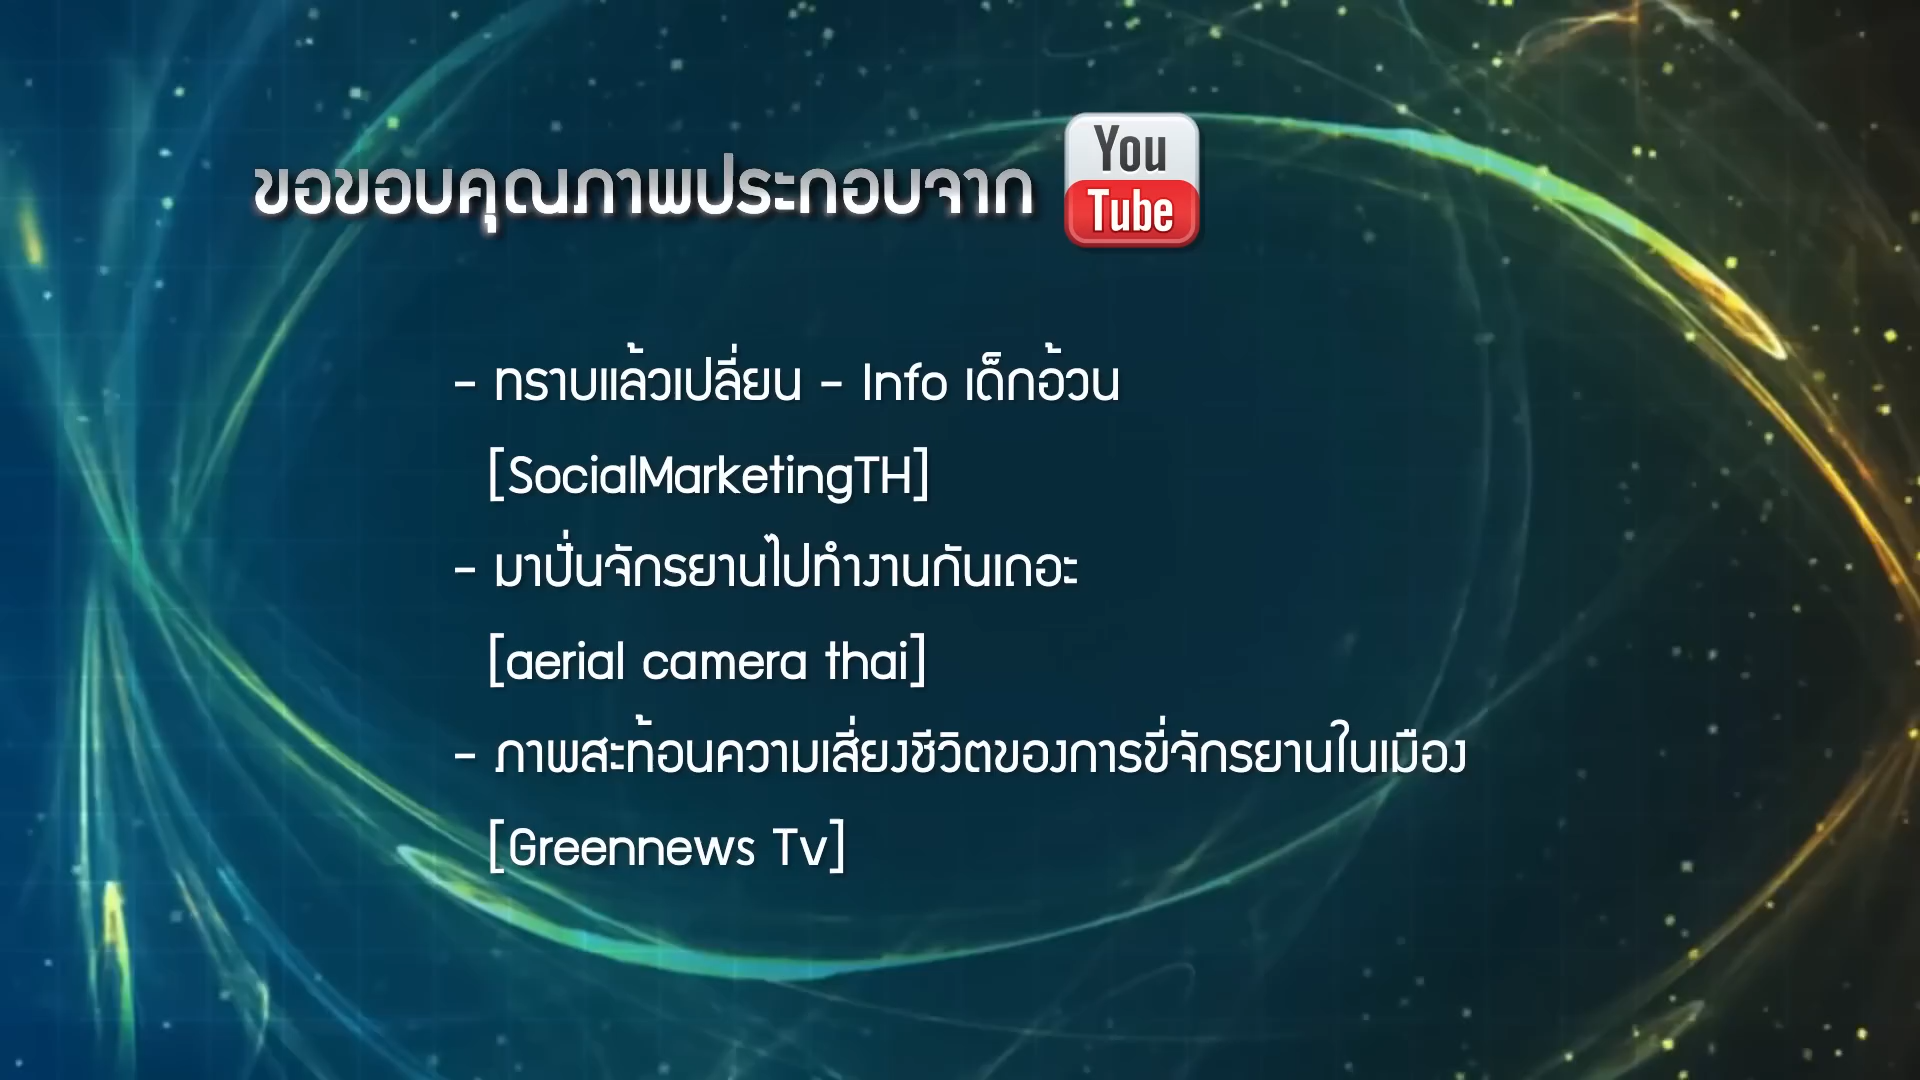 ขอขอบคุณภาพประกอบจาก You Tube
- ทราบแล้วเปลี่ยน - Info เด็กอ้วน
[SocialMarketingTH]
- มาปั่นจักรยานไปทำงานกันเถอะ
[aerial camera thai]
- ภาพสะท้อนความเสี่ยงชีวิตของการขี่จักรยานในเมือง
[Greennews Tv]